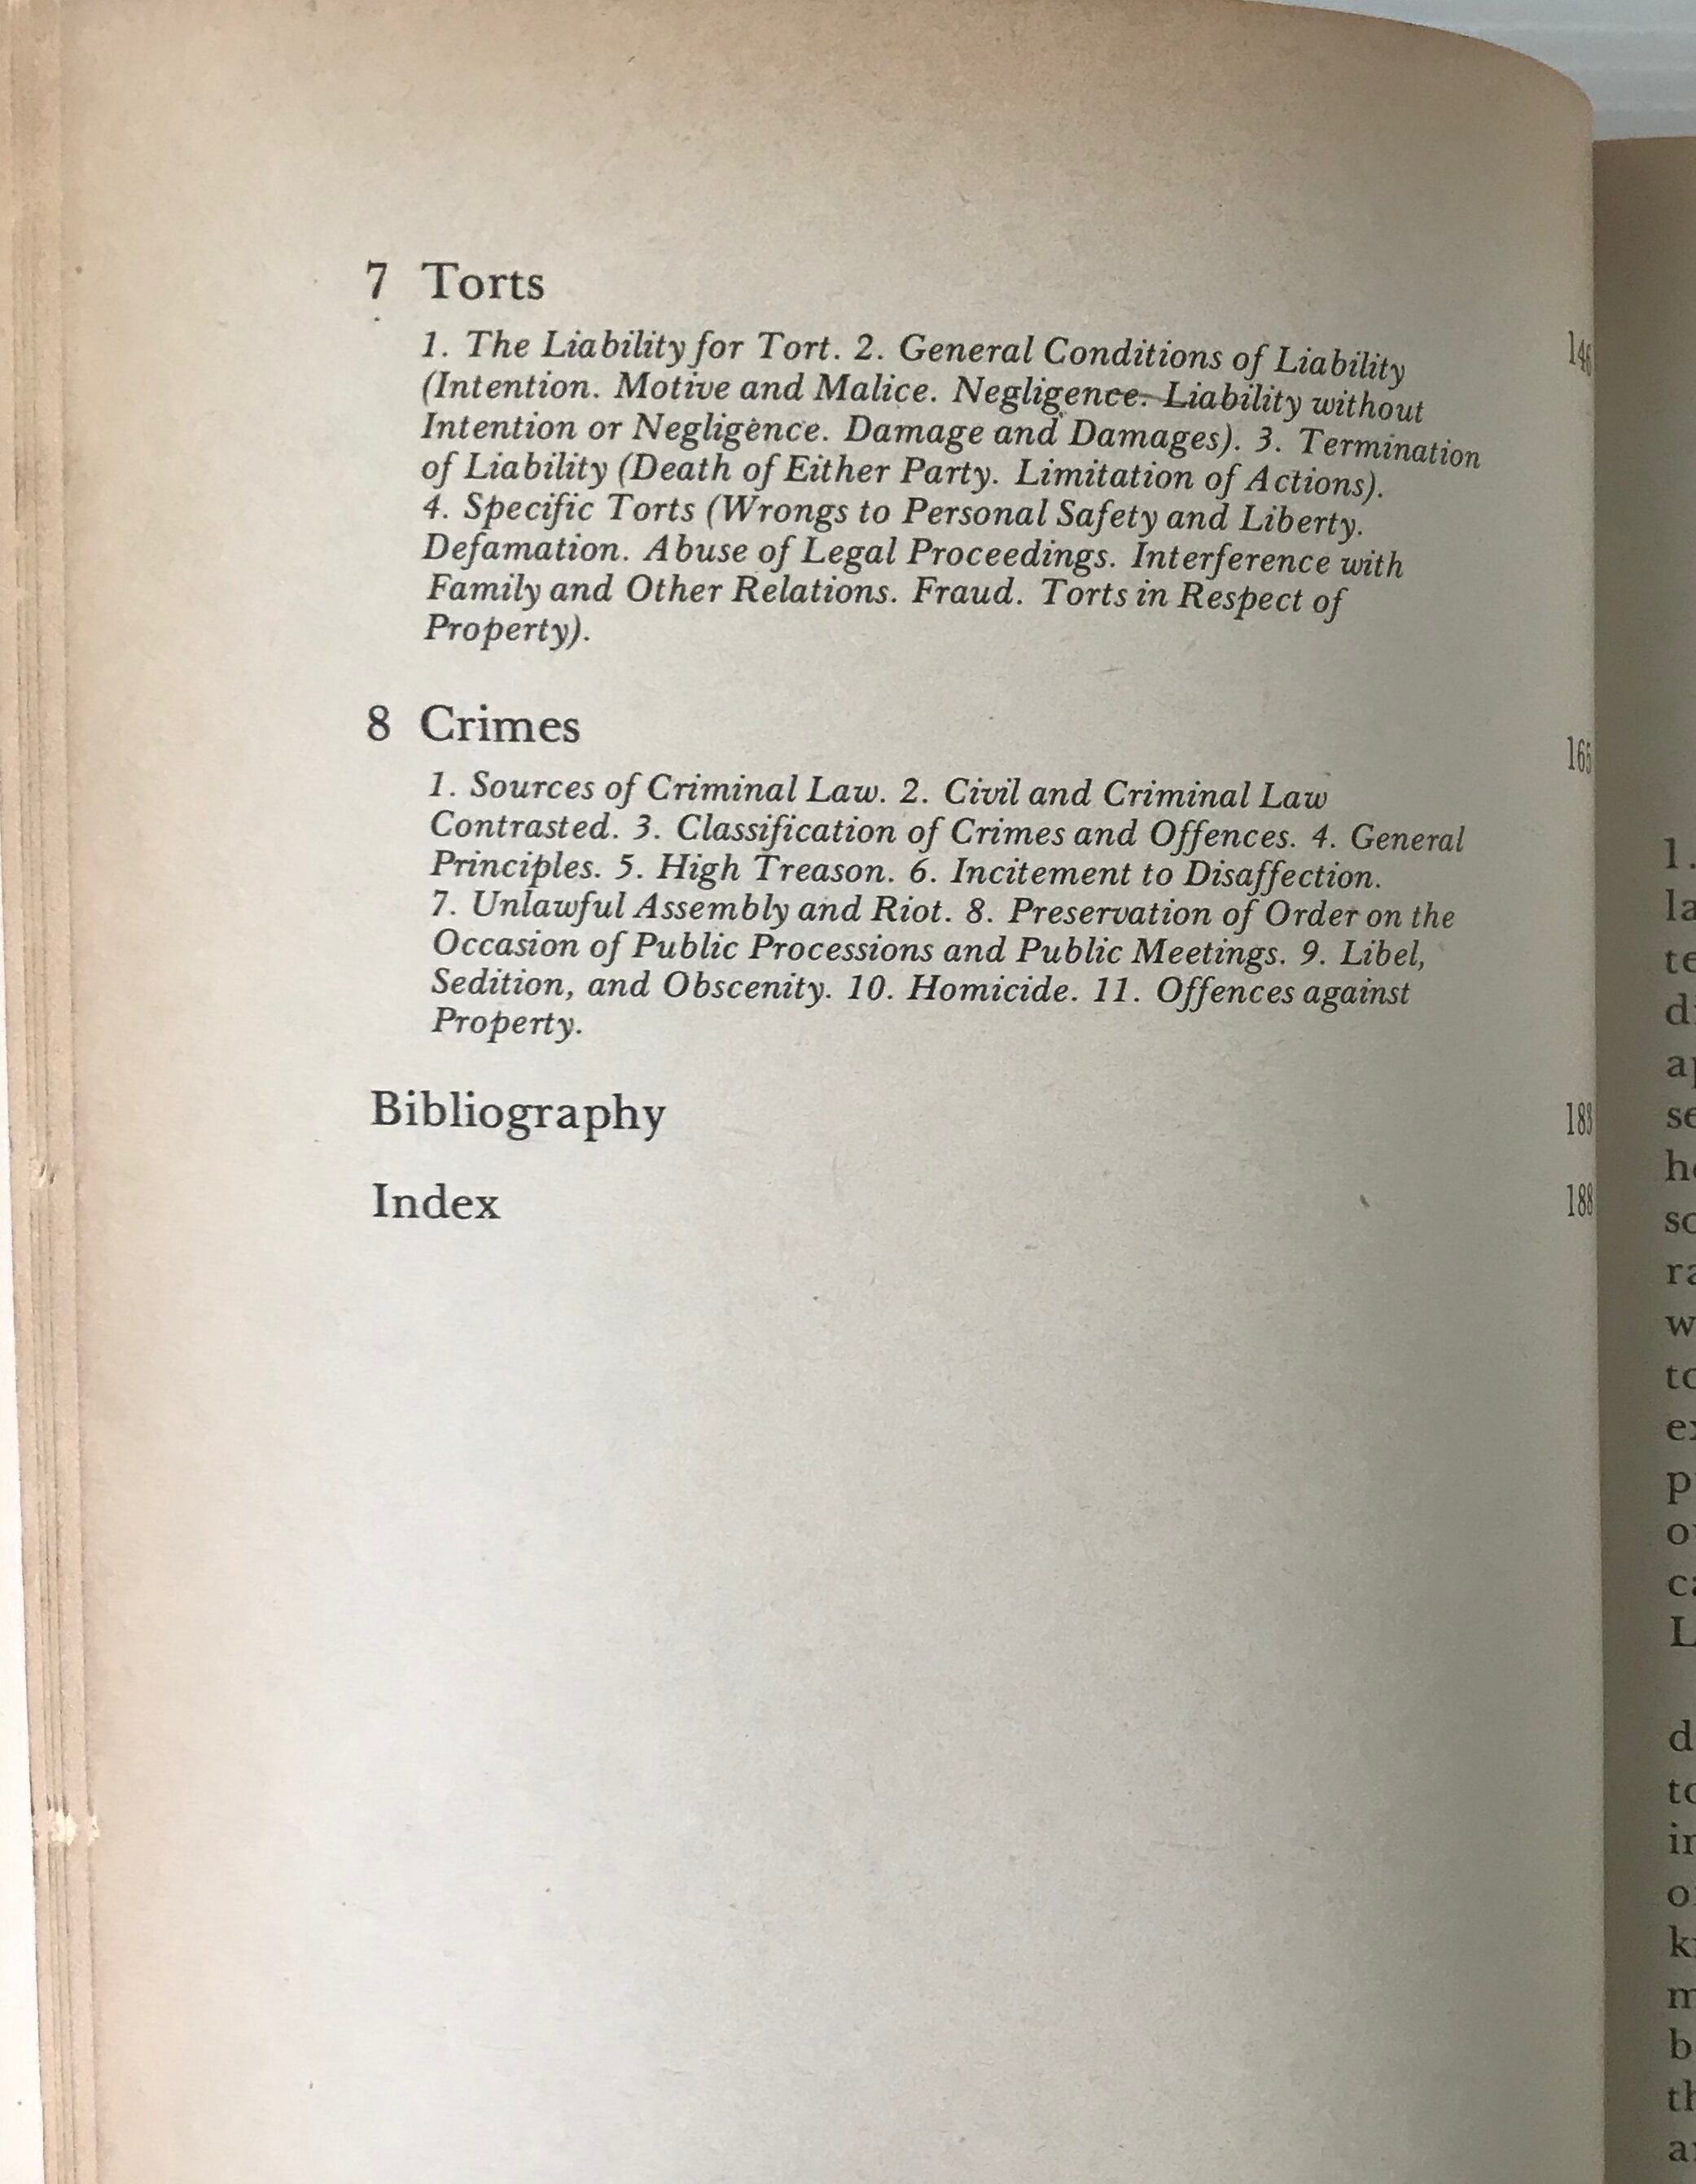 7 Torts 146
1. The Liability for Tort. 2. General Conditions of Liability
(Intention. Motive and Malice. Negligence. Liability without
Intention or Negligence. Damage and Damages). 3. Termination
of Liability (Death of Either Party. Limitation of Actions).
4. Specific Torts (Wrongs to Personal Safety and Liberty.
Defamation. Abuse of Legal Proceedings. Interference with
Family and Other Relations. Fraud. Torts in Respect of
Property).
8 Crimes 165
1. Sources of Criminal Law. 2. Civil and Criminal Law
Contrasted. 3. Classification of Crimes and Offences. 4. General
Principles. 5. High Treason. 6. Incitement to Disaffection.
7. Unlawful Assembly and Riot. 8. Preservation of Order on the
Occasion of Public Processions and Public Meetings. 9. Libel,
Sedition, and Obscenity. 10. Homicide. 11. Offences against
Property.
Bibliography 183
Index 188